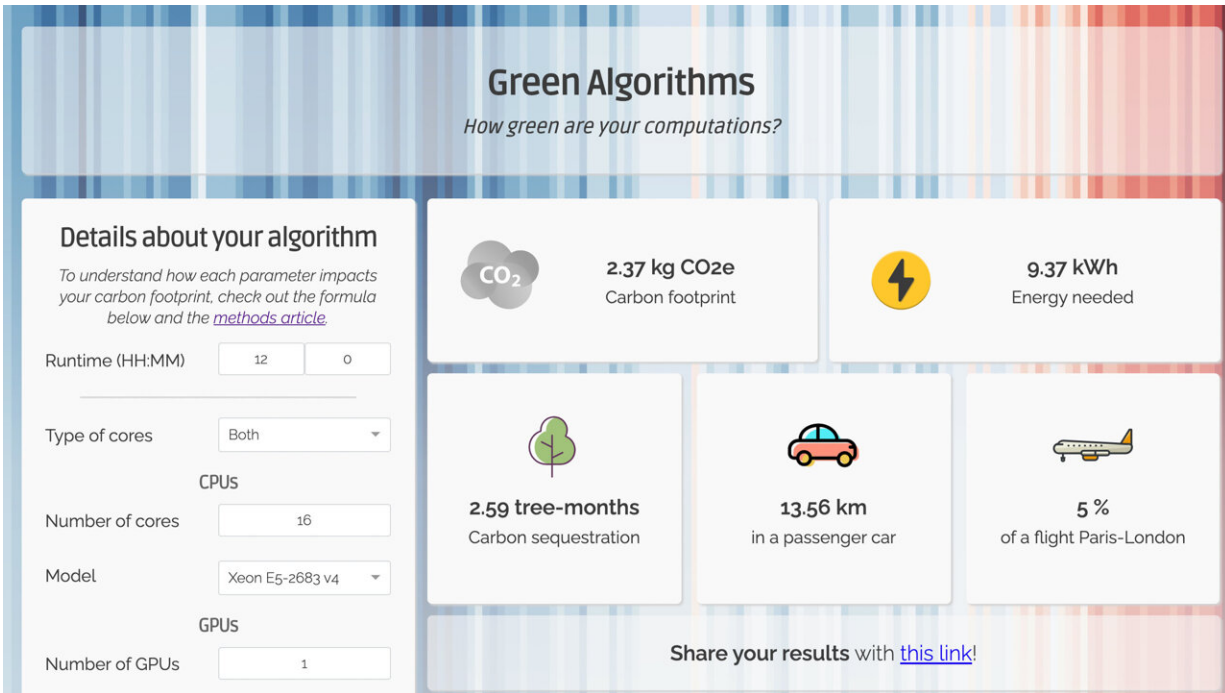 Green Algorithms
How green are your computations?
Details about your algorithm
To understand how each parameter impacts
your carbon footprint, check out the formula
below and the methods article.
Runtime (HH:MM)
12
0
Type of cores
Both
CPUs
Number of cores
16
Model
Xeon E5-2683 v4
GPUs
Number of GPUs
1
CO2
2.37 kg CO2e
Carbon footprint
9.37 kWh
Energy needed
2.59 tree-months
Carbon sequestration
13.56 km
in a passenger car
5 %
of a flight Paris-London
Share your results with this link!